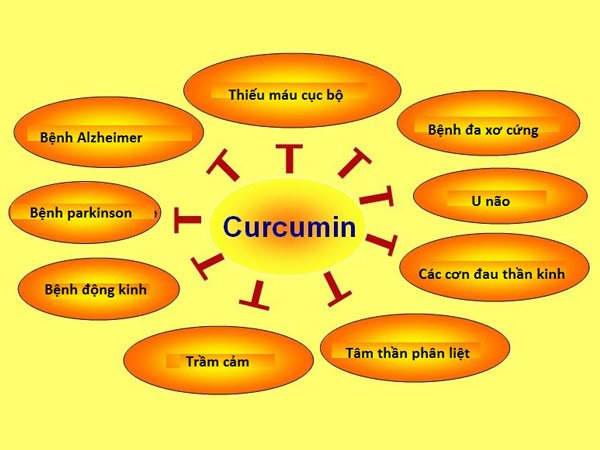 Thiếu máu cục bộ
Bệnh Alzheimer
Bệnh đa xơ cứng
U não
Bệnh parkinson
Curcumin
Các cơn đau thần kinh
Bệnh động kinh
Trầm cảm
Tâm thần phân liệt